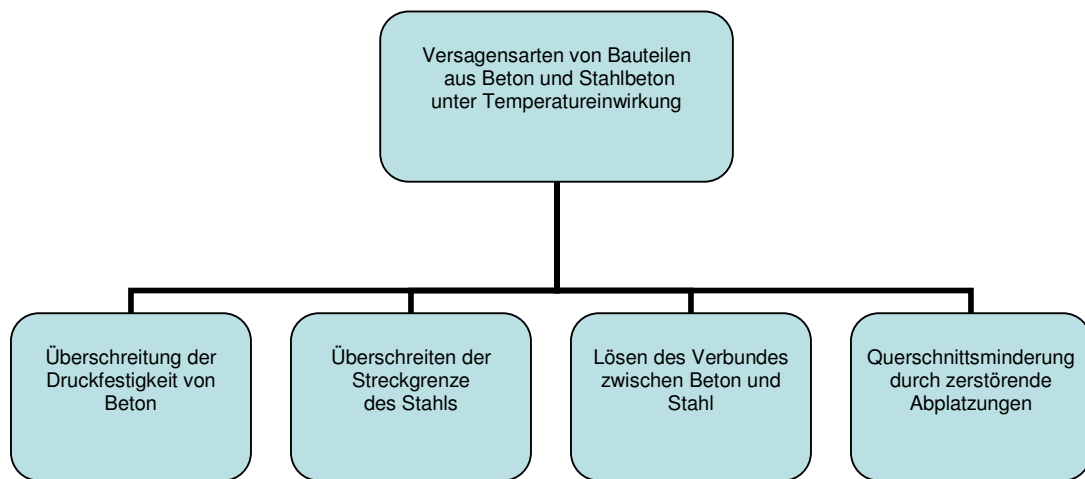 Versagensarten von Bauteilen
aus Beton und Stahlbeton
unter Temperatureinwirkung
Überschreitung der
Druckfestigkeit von
Beton
Überschreiten der
Streckgrenze
des Stahls
Lösen des Verbundes
zwischen Beton und
Stahl
Querschnittsminderung
durch zerstörende
Abplatzungen